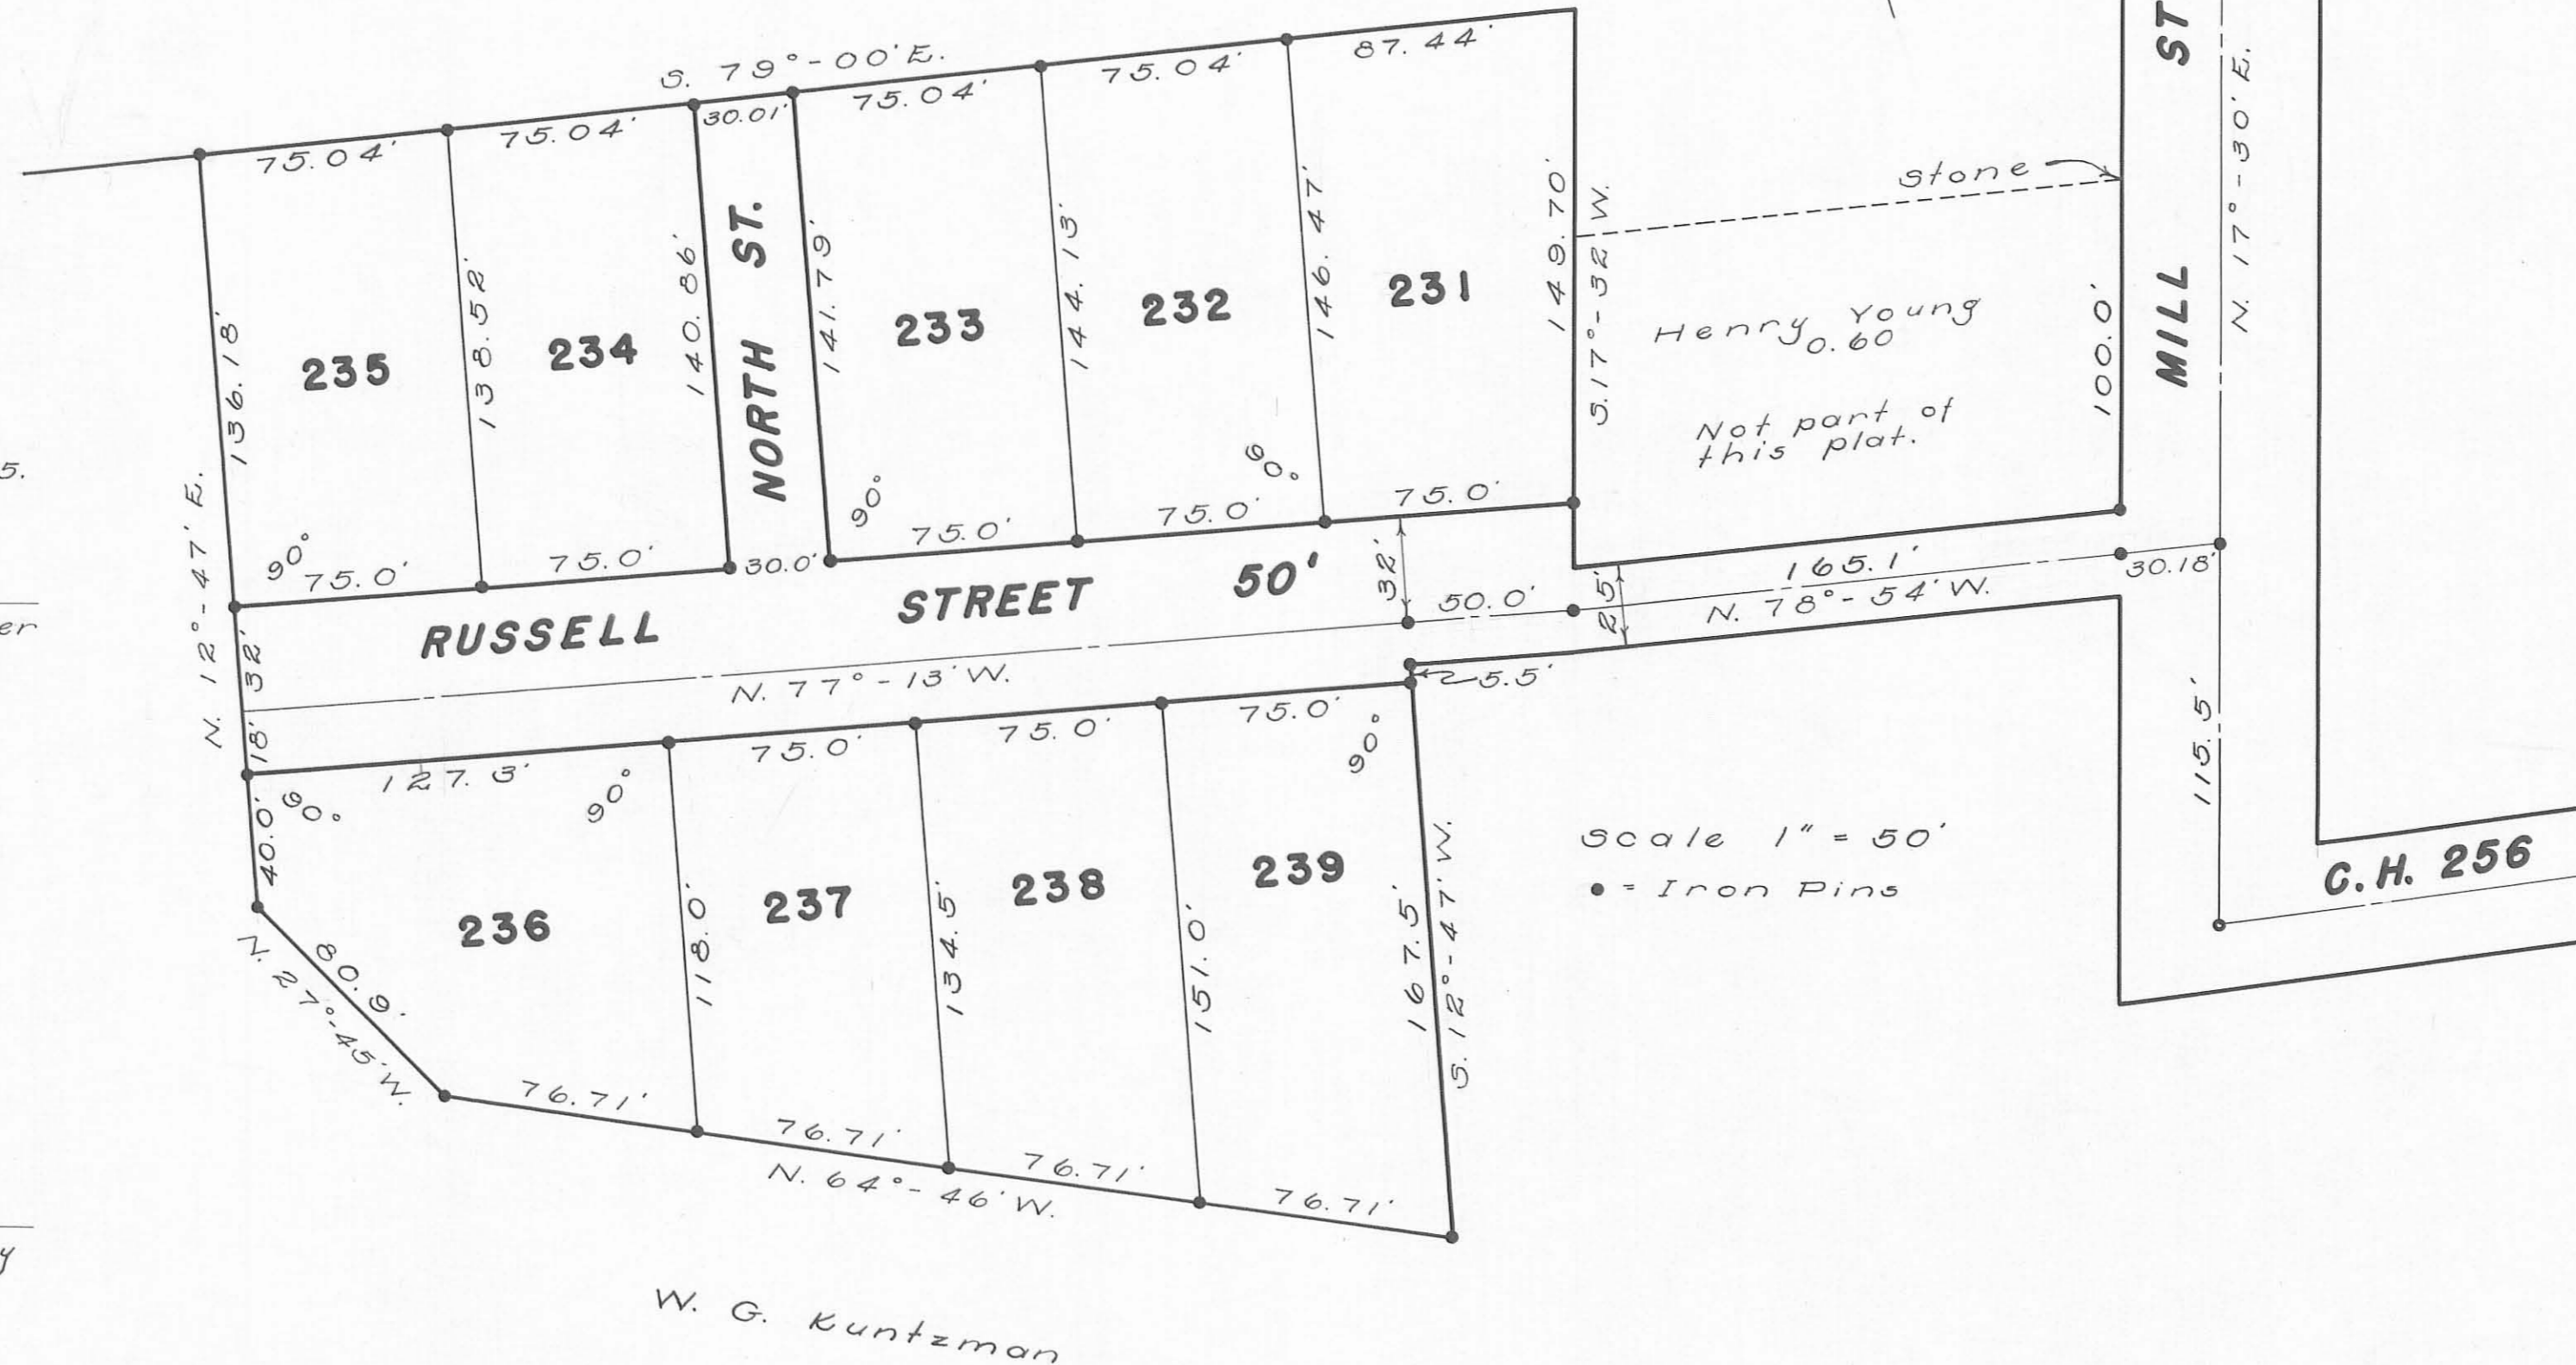 S. 79°-00'E.
75.04'
75.04'
30.01'
75.04'
75.04'
87.44'
136.18'
235
138.52'
234
140.86'
NORTH ST.
141.79'
233
144.13'
232
146.47'
231
149.70'
S.17°-32 W.
stone
Henry Young
0.60
Not part of
this plat.
100.0'
MILL ST
N. 17°-30' E.
5.
er
N. 12°-47' E.
90°
75.0'
75.0'
30.0'
90°
75.0'
75.0'
90°
75.0'
32'
18'
RUSSELL STREET 50'
N. 77°-13' W.
32'
50.0'
25'
165.1'
N. 78°-54' W.
30.18'
5.5'
115.5'
127.3'
75.0'
75.0'
75.0'
40.0'
90°
90°
90°
236
118.0'
237
134.5'
238
151.0'
239
167.5'
S. 12°-47' W.
Scale 1" = 50'
• = Iron Pins
C.H. 256
80.9'
N. 27°-45' W.
76.71'
76.71'
76.71'
76.71'
N. 64°-46' W.
y
W. G. Kuntzman